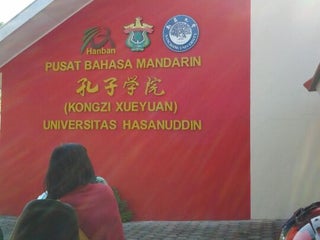 Hanban
PUSAT BAHASA MANDARIN
孔子学院
(KONGZI XUEYUAN)
UNIVERSITAS HASANUDDIN